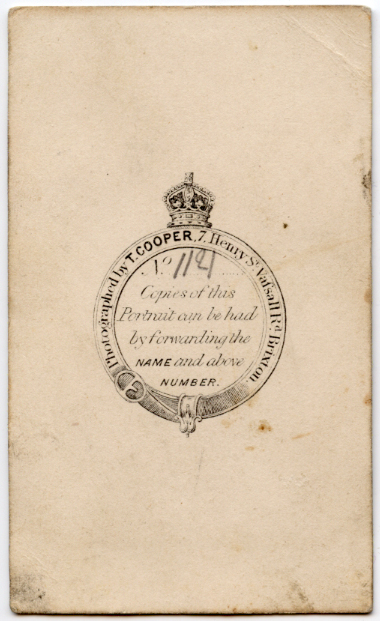 Photographed by T. COOPER, 7, Henry St. Vassall Rd. Brixton.
No. 1121
Copies of this
Portrait can be had
by forwarding the
NAME and above
NUMBER.